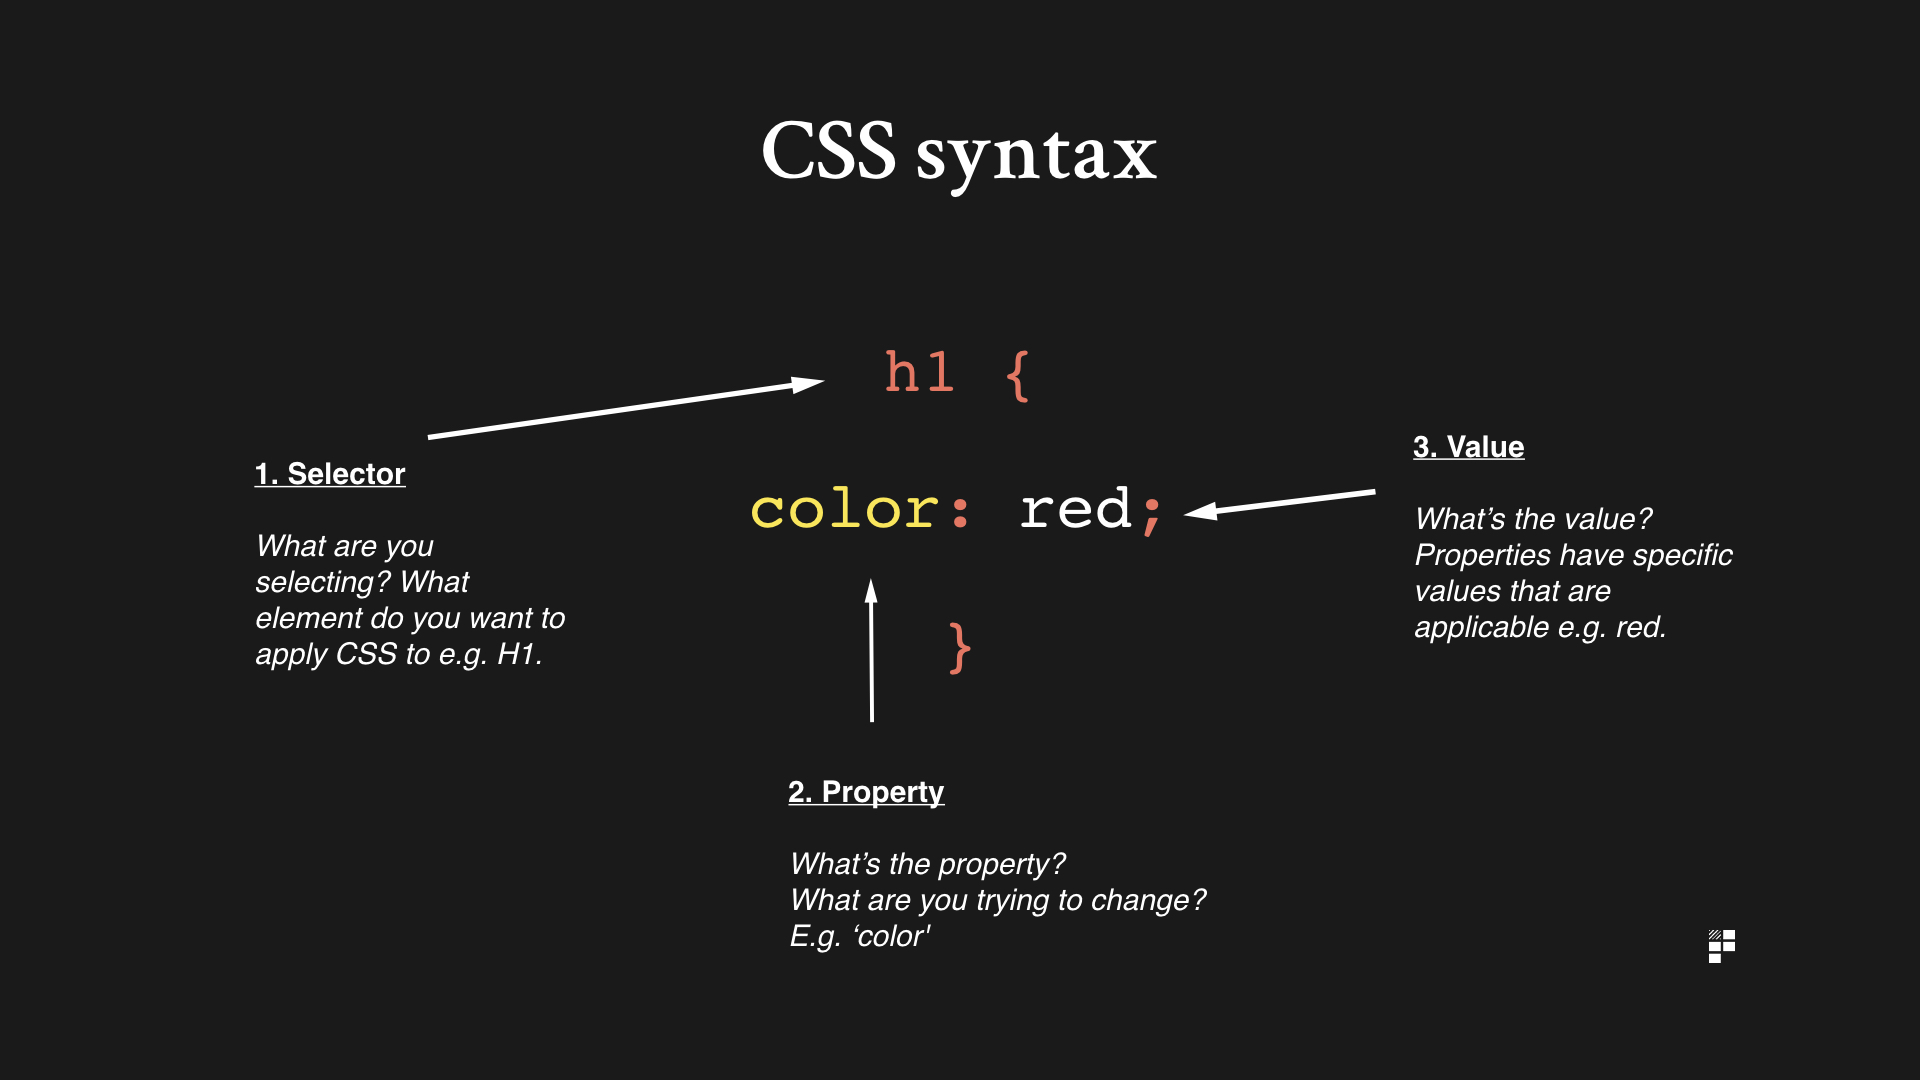 CSS syntax
h1 {
color: red;
}
1. Selector
What are you
selecting? What
element do you want to
apply CSS to e.g. H1.
2. Property
What’s the property?
What are you trying to change?
E.g. ‘color'
3. Value
What’s the value?
Properties have specific
values that are
applicable e.g. red.